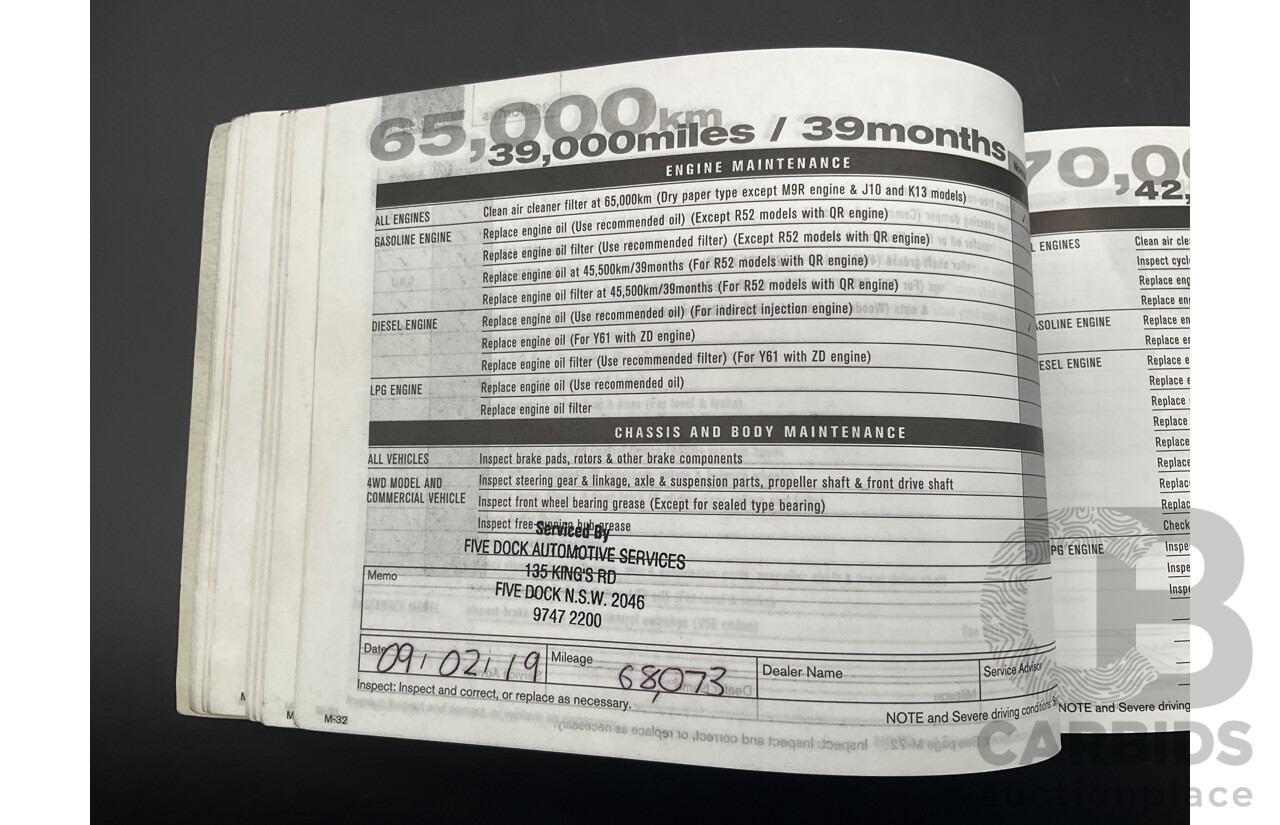 65,000km
39,000miles / 39months
ENGINE MAINTENANCE
ALL ENGINES Clean air cleaner filter at 65,000km (Dry paper type except M9R engine & J10 and K13 models)
GASOLINE ENGINE Replace engine oil (Use recommended oil) (Except R52 models with QR engine)
Replace engine oil filter (Use recommended filter) (Except R52 models with QR engine)
Replace engine oil at 45,500km/39months (For R52 models with QR engine)
Replace engine oil filter at 45,500km/39months (For R52 models with QR engine)
DIESEL ENGINE Replace engine oil (Use recommended oil) (For indirect injection engine)
Replace engine oil (For Y61 with ZD engine)
Replace engine oil filter (Use recommended filter) (For Y61 with ZD engine)
LPG ENGINE Replace engine oil (Use recommended oil)
Replace engine oil filter
CHASSIS AND BODY MAINTENANCE
ALL VEHICLES Inspect brake pads, rotors & other brake components
4WD MODEL AND COMMERCIAL VEHICLE Inspect steering gear & linkage, axle & suspension parts, propeller shaft & front drive shaft
Inspect front wheel bearing grease (Except for sealed type bearing)
Inspect free-running hub grease
Serviced By
FIVE DOCK AUTOMOTIVE SERVICES
135 KING'S RD
FIVE DOCK N.S.W. 2046
9747 2200
Memo
Date 09/02/19 Mileage 68,073 Dealer Name Service Advisor
Inspect: Inspect and correct, or replace as necessary.
NOTE and Severe driving conditions
M-32
70,0
42,
L ENGINES Clean air cle
Inspect cyl
Replace eng
Replace eng
SOLINE ENGINE Replace en
Replace e
ESEL ENGINE Replace e
Replace e
Replace
Replace
Replac
Replac
Replac
Replac
Check
PG ENGINE Inspe
Inspe
Insp
NOTE and Severe driving
CARBIDS
auctionplace